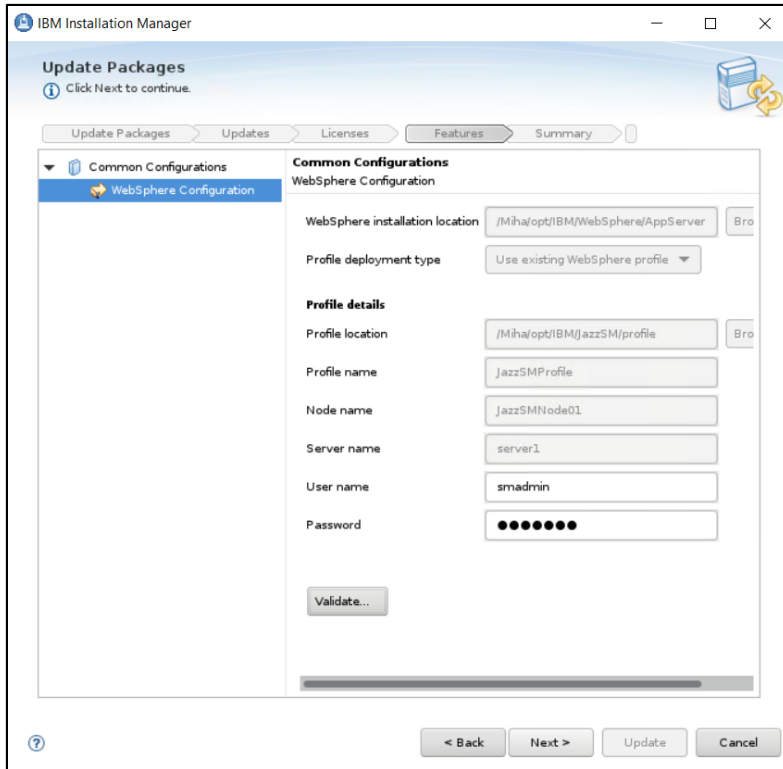 IBM Installation Manager
Update Packages
Click Next to continue.
Update Packages Updates Licenses Features Summary
Common Configurations
WebSphere Configuration
Common Configurations
WebSphere Configuration
WebSphere installation location /Miha/opt/IBM/WebSphere/AppServer Bro
Profile deployment type Use existing WebSphere profile
Profile details
Profile location /Miha/opt/IBM/JazzSM/profile Bro
Profile name JazzSMProfile
Node name JazzSMNode01
Server name server1
User name smadmin
Password ●●●●●●●
Validate...
? < Back Next > Update Cancel